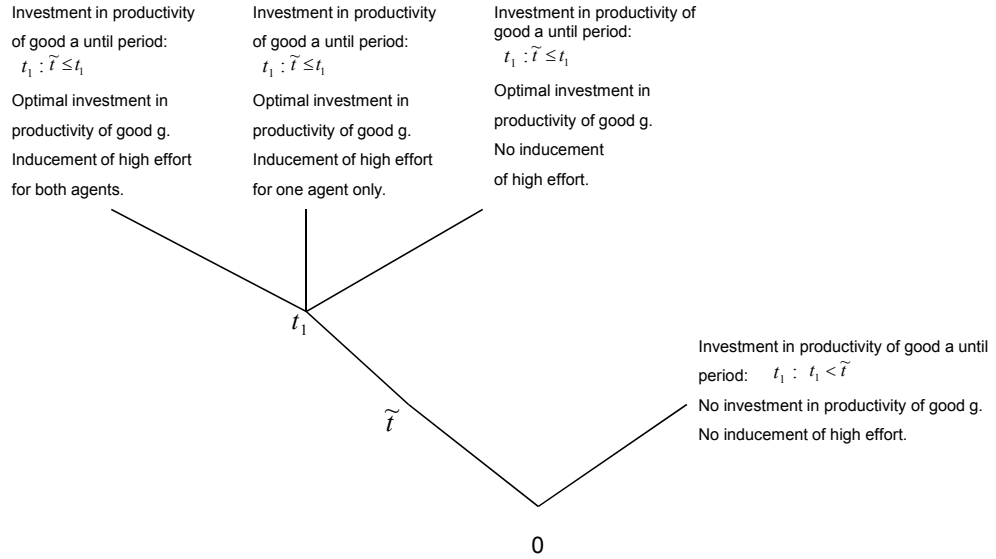 Investment in productivity
of good a until period:
t₁ : t̃ ≤ t₁
Optimal investment in
productivity of good g.
Inducement of high effort
for both agents.
Investment in productivity
of good a until period:
t₁ : t̃ ≤ t₁
Optimal investment in
productivity of good g.
Inducement of high effort
for one agent only.
Investment in productivity of
good a until period:
t₁ : t̃ ≤ t₁
Optimal investment in
productivity of good g.
No inducement
of high effort.
t₁
Investment in productivity of good a until
period: t₁ : t₁ < t̃
No investment in productivity of good g.
No inducement of high effort.
t̃
0